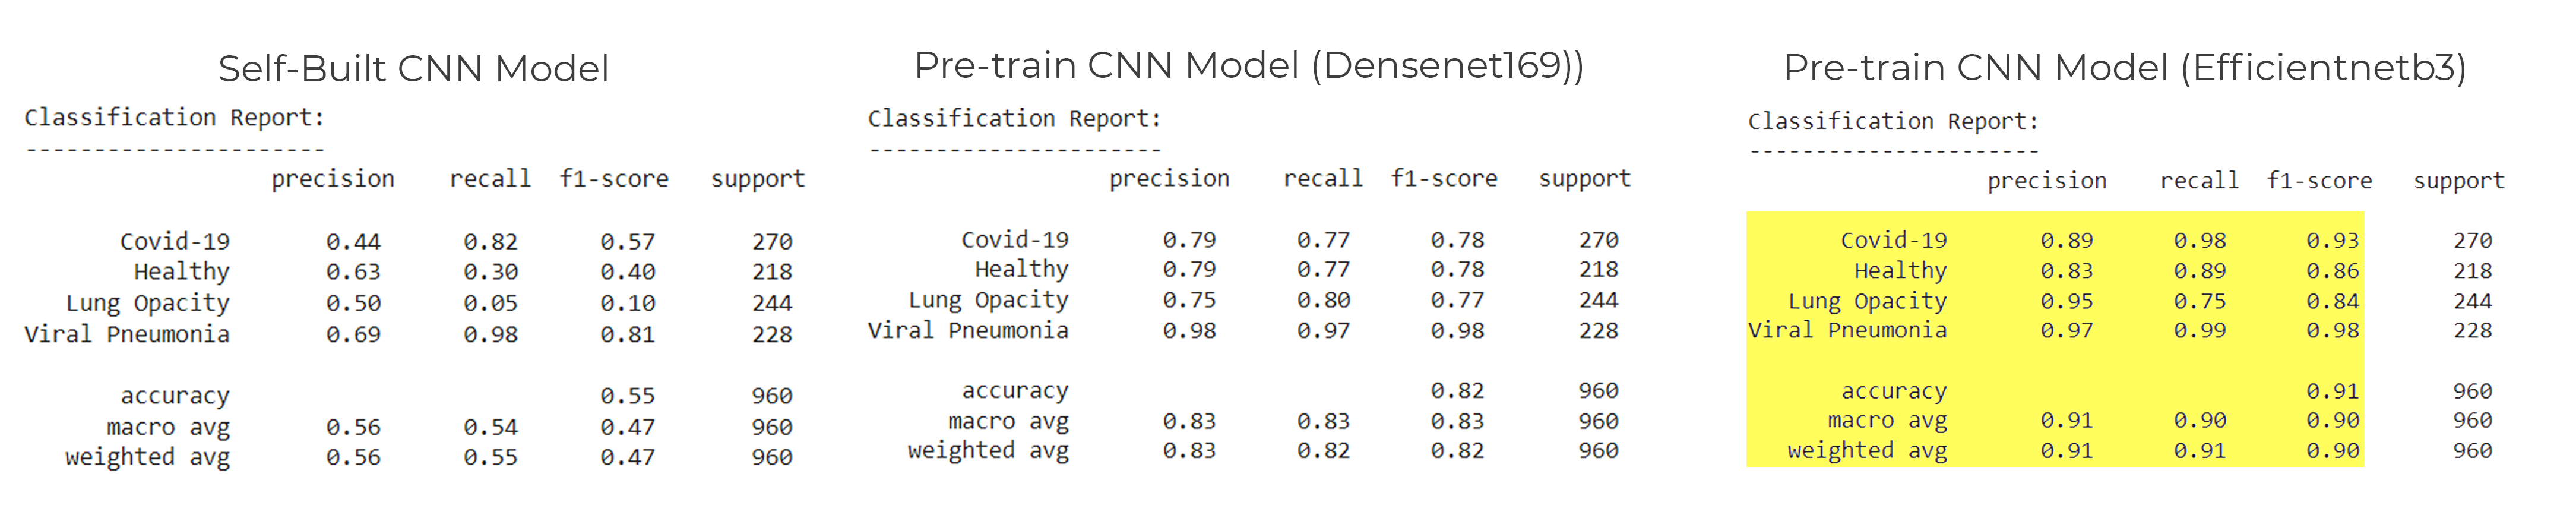 Self-Built CNN Model
Classification Report:
----------------------
precision recall f1-score support
Covid-19 0.44 0.82 0.57 270
Healthy 0.63 0.30 0.40 218
Lung Opacity 0.50 0.05 0.10 244
Viral Pneumonia 0.69 0.98 0.81 228
accuracy 0.55 960
macro avg 0.56 0.54 0.47 960
weighted avg 0.56 0.55 0.47 960
Pre-train CNN Model (Densenet169))
Classification Report:
----------------------
precision recall f1-score support
Covid-19 0.79 0.77 0.78 270
Healthy 0.79 0.77 0.78 218
Lung Opacity 0.75 0.80 0.77 244
Viral Pneumonia 0.98 0.97 0.98 228
accuracy 0.82 960
macro avg 0.83 0.83 0.83 960
weighted avg 0.83 0.82 0.82 960
Pre-train CNN Model (Efficientnetb3)
Classification Report:
----------------------
precision recall f1-score support
Covid-19 0.89 0.98 0.93 270
Healthy 0.83 0.89 0.86 218
Lung Opacity 0.95 0.75 0.84 244
Viral Pneumonia 0.97 0.99 0.98 228
accuracy 0.91 960
macro avg 0.91 0.90 0.90 960
weighted avg 0.91 0.91 0.90 960